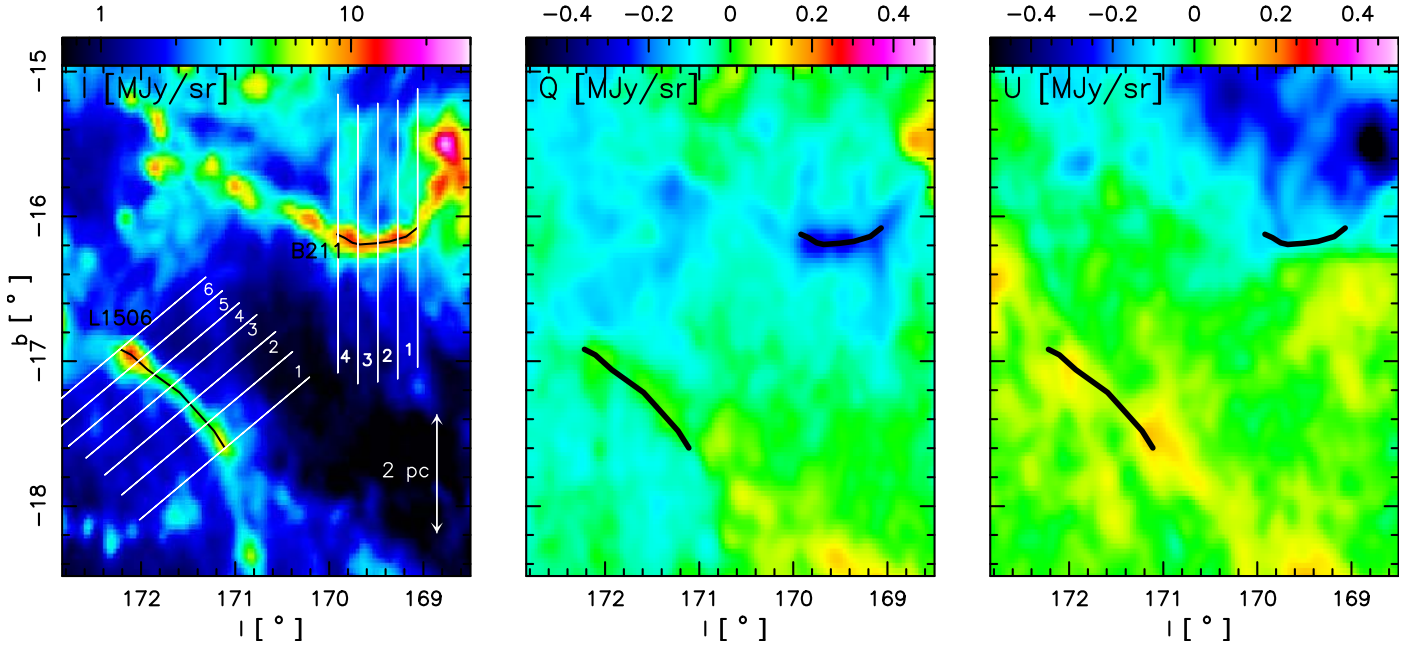 1 10
-0.4 -0.2 0 0.2 0.4
-0.4 -0.2 0 0.2 0.4
I [MJy/sr]
Q [MJy/sr]
U [MJy/sr]
-15
-16
-17
-18
b [°]
B211
4 3 2 1
L1506
6 5 4 3 2 1
2 pc
172 171 170 169
172 171 170 169
172 171 170 169
l [°]
l [°]
l [°]